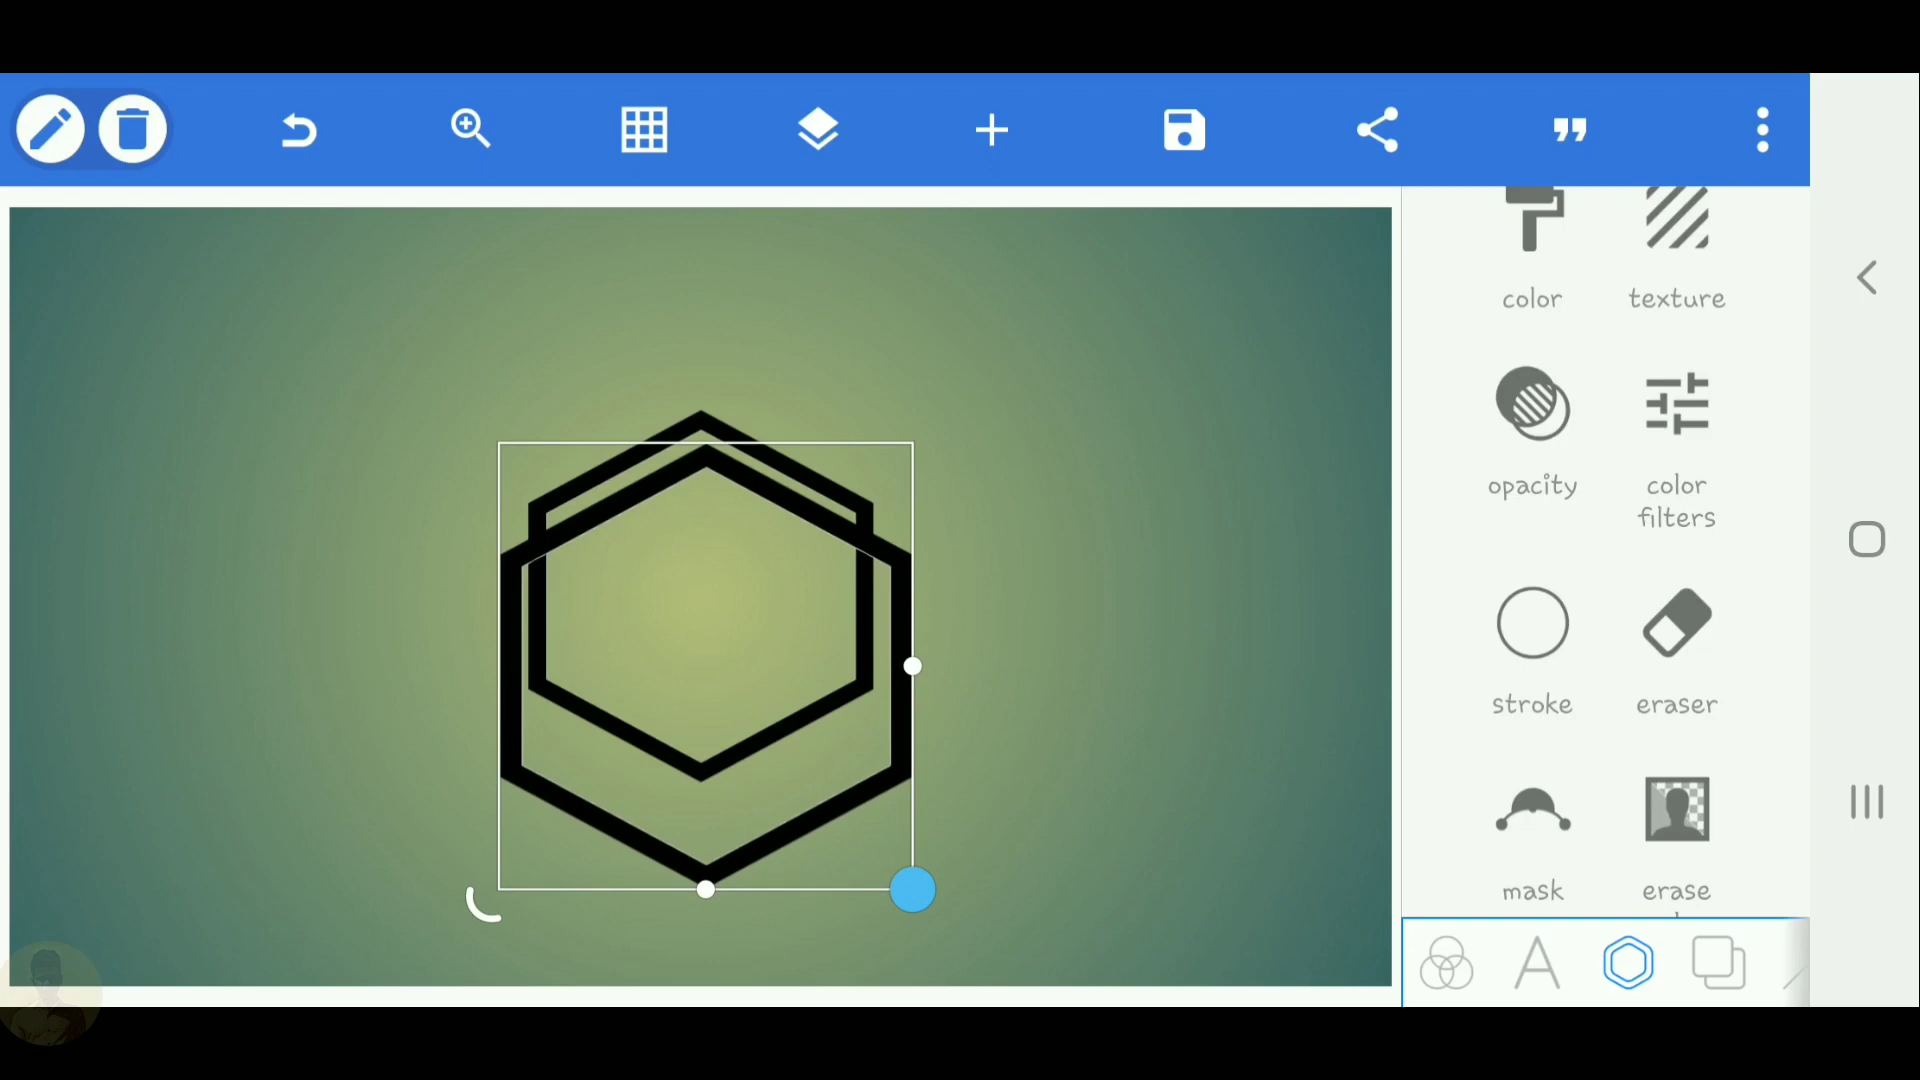 color texture
opacity color
filters
stroke eraser
mask erase